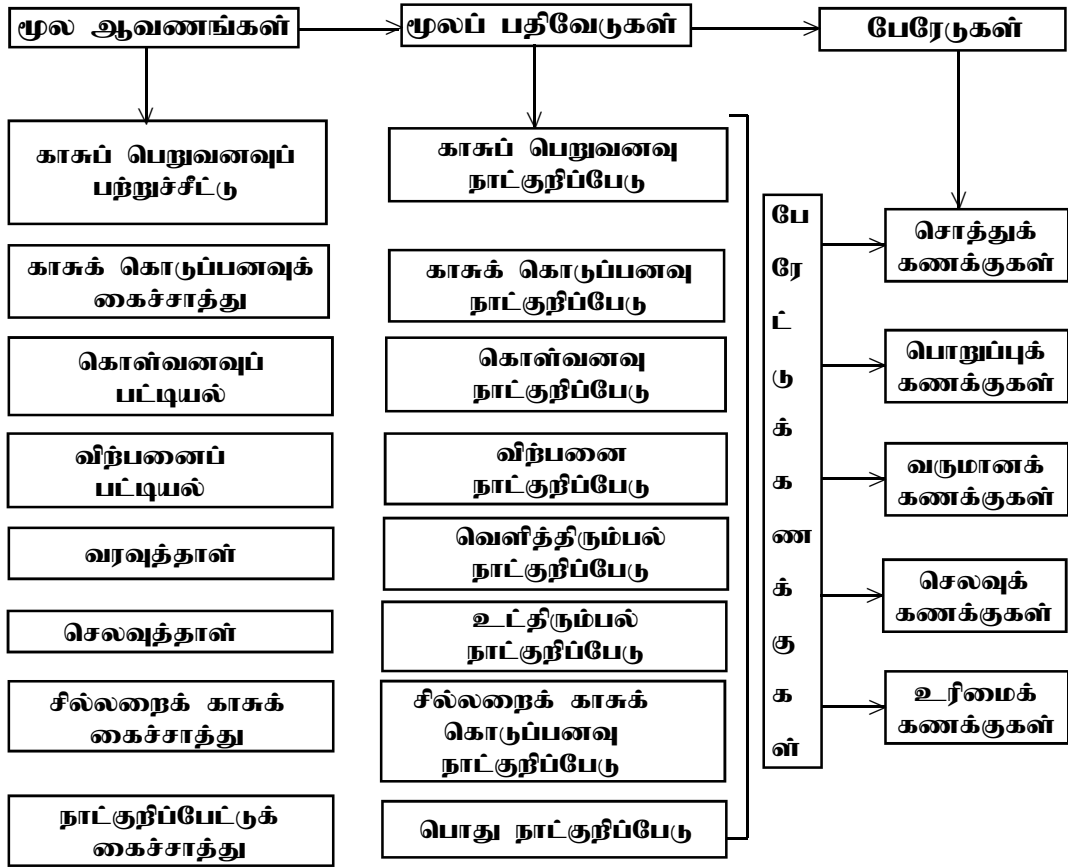 மூல ஆவணங்கள்
மூலப் பதிவேடுகள்
பேரேடுகள்
காசுப் பெறுவனவுப்
பற்றுச்சீட்டு
காசுக் கொடுப்பனவுக்
கைச்சாத்து
கொள்வனவுப்
பட்டியல்
விற்பனைப்
பட்டியல்
வரவுத்தாள்
செலவுத்தாள்
சில்லறைக் காசுக்
கைச்சாத்து
நாட்குறிப்பேட்டுக்
கைச்சாத்து
காசுப் பெறுவனவு
நாட்குறிப்பேடு
காசுக் கொடுப்பனவு
நாட்குறிப்பேடு
கொள்வனவு
நாட்குறிப்பேடு
விற்பனை
நாட்குறிப்பேடு
வெளித்திரும்பல்
நாட்குறிப்பேடு
உட்திரும்பல்
நாட்குறிப்பேடு
சில்லறைக் காசுக்
கொடுப்பனவு
நாட்குறிப்பேடு
பொது நாட்குறிப்பேடு
பே
ரே
ட்
டு
க்
க
ண
க்
கு
க
ள்
சொத்துக்
கணக்குகள்
பொறுப்புக்
கணக்குகள்
வருமானக்
கணக்குகள்
செலவுக்
கணக்குகள்
உரிமைக்
கணக்குகள்